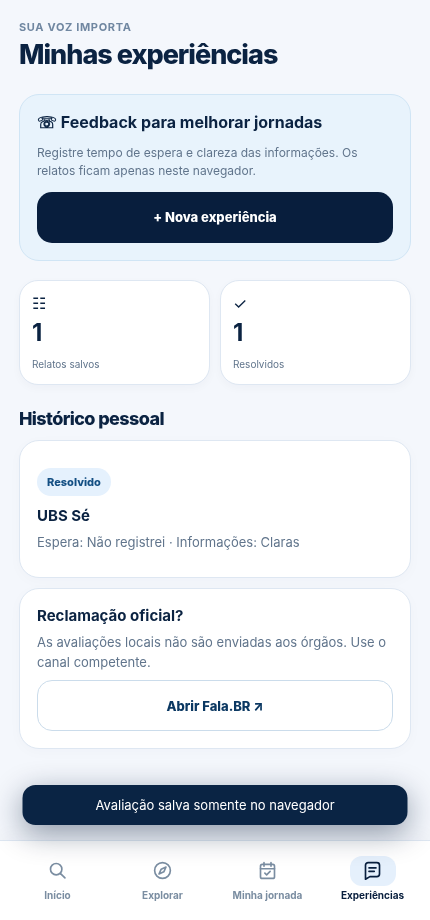 SUA VOZ IMPORTA
Minhas experiências
☏ Feedback para melhorar jornadas
Registre tempo de espera e clareza das informações. Os
relatos ficam apenas neste navegador.
+ Nova experiência
☷
✓
1
1
Relatos salvos
Resolvidos
Histórico pessoal
Resolvido
UBS Sé
Espera: Não registrei · Informações: Claras
Reclamação oficial?
As avaliações locais não são enviadas aos órgãos. Use o
canal competente.
Abrir Fala.BR ↗
Avaliação salva somente no navegador
Início
Explorar
Minha jornada
Experiências